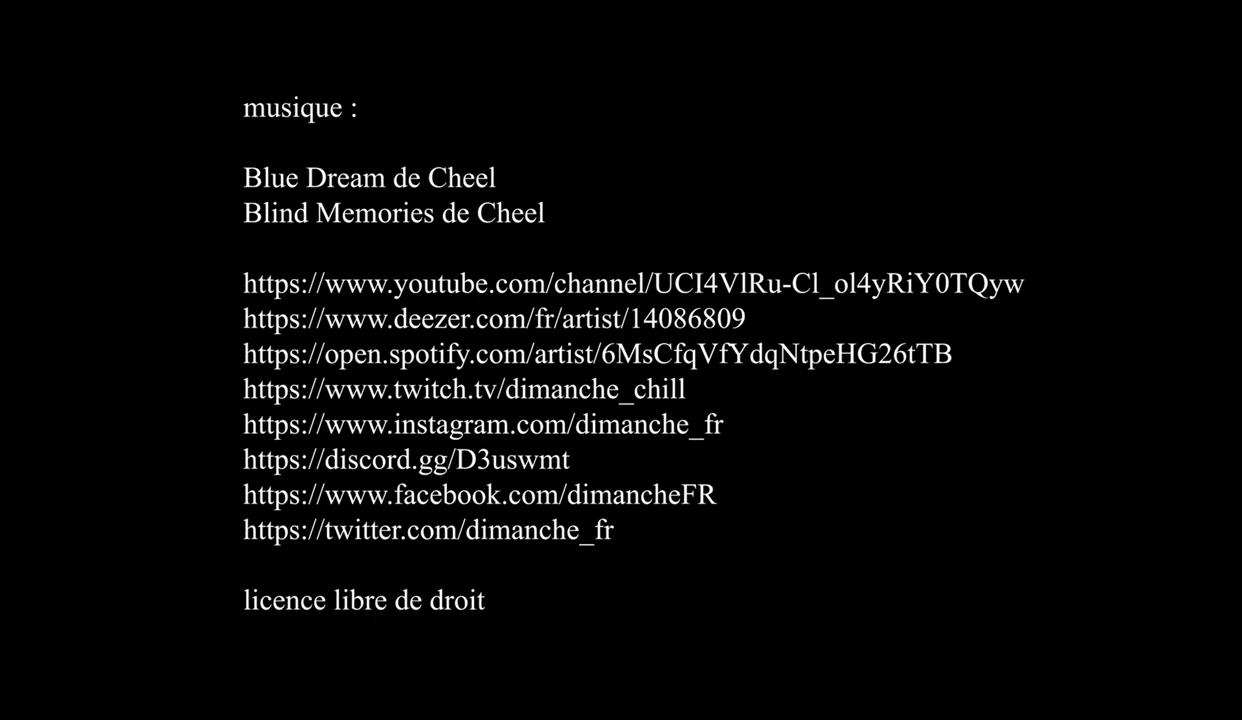 musique :
Blue Dream de Cheel
Blind Memories de Cheel
https://www.youtube.com/channel/UCI4VlRu-Cl_ol4yRiY0TQyw
https://www.deezer.com/fr/artist/14086809
https://open.spotify.com/artist/6MsCfqVfYdqNtpeHG26tTB
https://www.twitch.tv/dimanche_chill
https://www.instagram.com/dimanche_fr
https://discord.gg/D3uswmt
https://www.facebook.com/dimancheFR
https://twitter.com/dimanche_fr
licence libre de droit